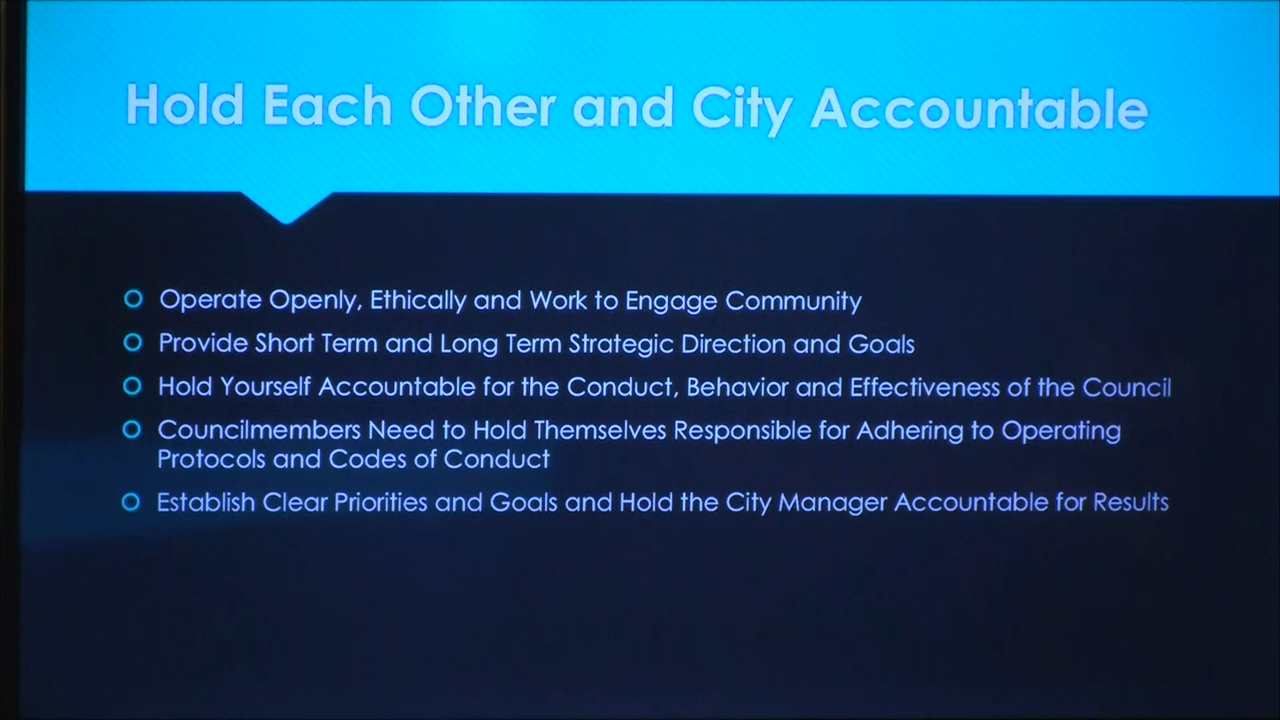 Hold Each Other and City Accountable
Operate Openly, Ethically and Work to Engage Community
Provide Short Term and Long Term Strategic Direction and Goals
Hold Yourself Accountable for the Conduct, Behavior and Effectiveness of the Council
Councilmembers Need to Hold Themselves Responsible for Adhering to Operating
Protocols and Codes of Conduct
Establish Clear Priorities and Goals and Hold the City Manager Accountable for Results